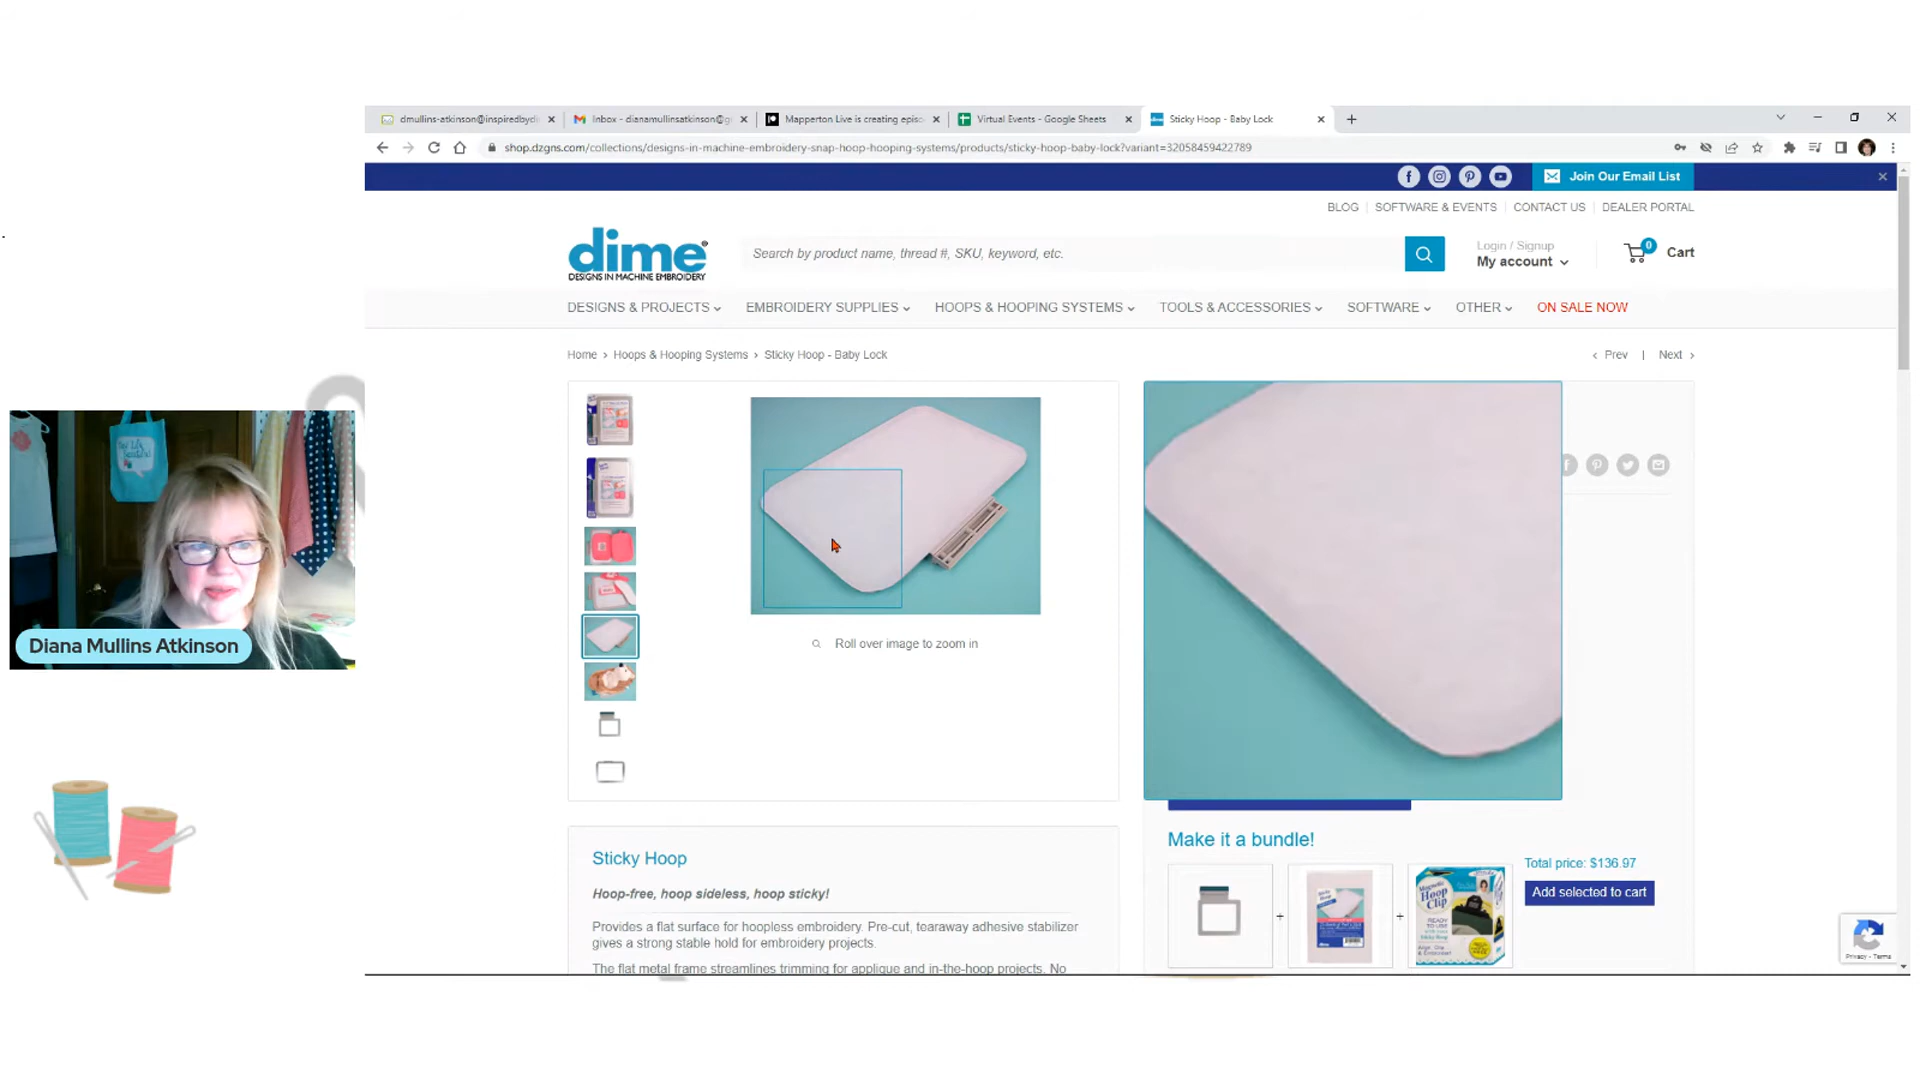 dmullins-atkinson@inspiredbydi
Inbox - dianamullinsatkinson@g
Mapperton Live is creating episo
Virtual Events - Google Sheets
Sticky Hoop - Baby Lock
shop.dzgns.com/collections/designs-in-machine-embroidery-snap-hoop-hooping-systems/products/sticky-hoop-baby-lock?variant=32058459422789
Join Our Email List
BLOG | SOFTWARE & EVENTS | CONTACT US | DEALER PORTAL
dime
DESIGNS IN MACHINE EMBROIDERY
Search by product name, thread #, SKU, keyword, etc.
Login / Signup
My account
0
Cart
DESIGNS & PROJECTS
EMBROIDERY SUPPLIES
HOOPS & HOOPING SYSTEMS
TOOLS & ACCESSORIES
SOFTWARE
OTHER
ON SALE NOW
Home › Hoops & Hooping Systems › Sticky Hoop - Baby Lock
‹ Prev | Next ›
Roll over image to zoom in
Diana Mullins Atkinson
Make it a bundle!
Total price: $136.97
Add selected to cart
Magnetic Hoop Clip
+
+
Sticky Hoop
Hoop-free, hoop sideless, hoop sticky!
Provides a flat surface for hoopless embroidery. Pre-cut, tearaway adhesive stabilizer
gives a strong stable hold for embroidery projects.
The flat metal frame streamlines trimming for applique and in-the-hoop projects. No
Privacy - Terms